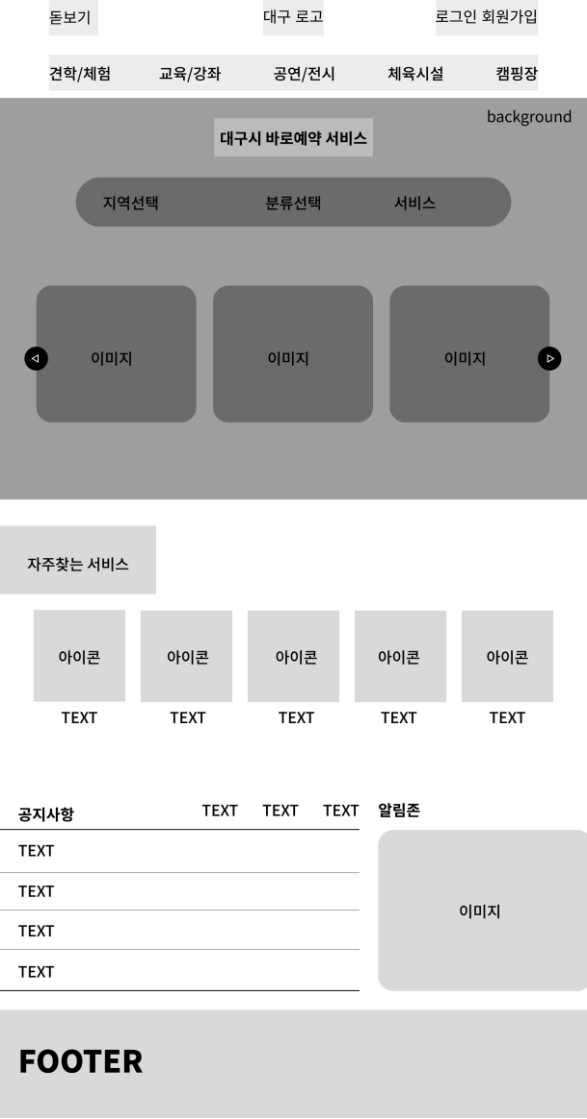 돋보기 대구 로고 로그인 회원가입
견학/체험 교육/강좌 공연/전시 체육시설 캠핑장
background
대구시 바로예약 서비스
지역선택 분류선택 서비스
이미지 이미지 이미지
자주찾는 서비스
아이콘 아이콘 아이콘 아이콘 아이콘
TEXT TEXT TEXT TEXT TEXT
공지사항 TEXT TEXT TEXT
TEXT
TEXT
TEXT
TEXT
알림존
이미지
FOOTER